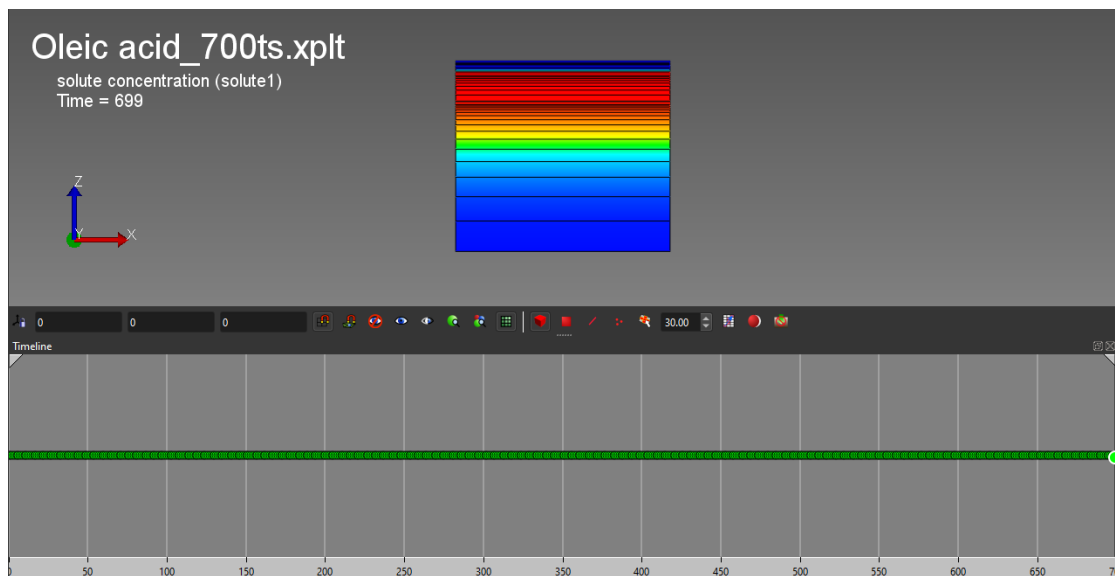 Oleic acid_700ts.xplt
solute concentration (solute1)
Time = 699
Z
Y
X
0 0 0 30.00
Timeline
50 100 150 200 250 300 350 400 450 500 550 600 650